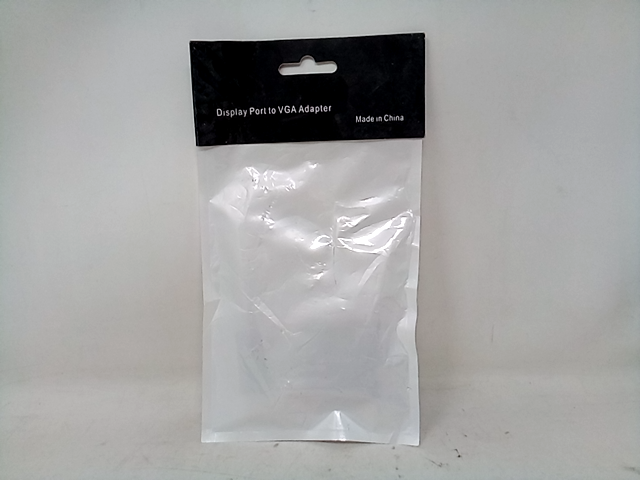 Display Port to VGA Adapter
Made in China